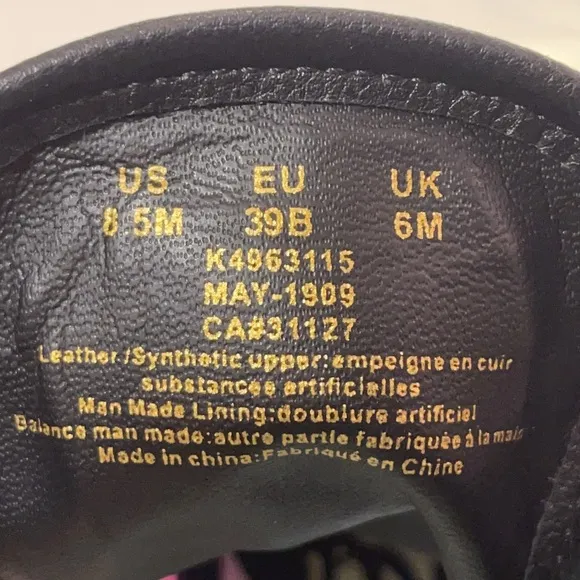 US EU UK
8.5M 39B 6M
K4963115
MAY-1909
CA#31127
Leather/Synthetic upper:empeigne en cuir
substances artificielles
Man Made Lining:doublure artificiel
Balance man made:autre partie fabriquée à la main
Made in china:Fabriqué en Chine